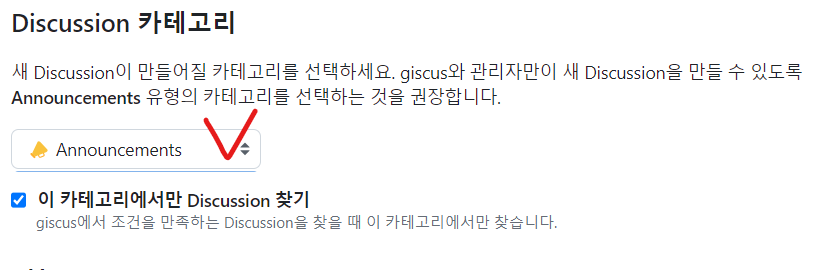 Discussion 카테고리
새 Discussion이 만들어질 카테고리를 선택하세요. giscus와 관리자만이 새 Discussion을 만들 수 있도록
Announcements 유형의 카테고리를 선택하는 것을 권장합니다.
Announcements
이 카테고리에서만 Discussion 찾기
giscus에서 조건을 만족하는 Discussion을 찾을 때 이 카테고리에서만 찾습니다.